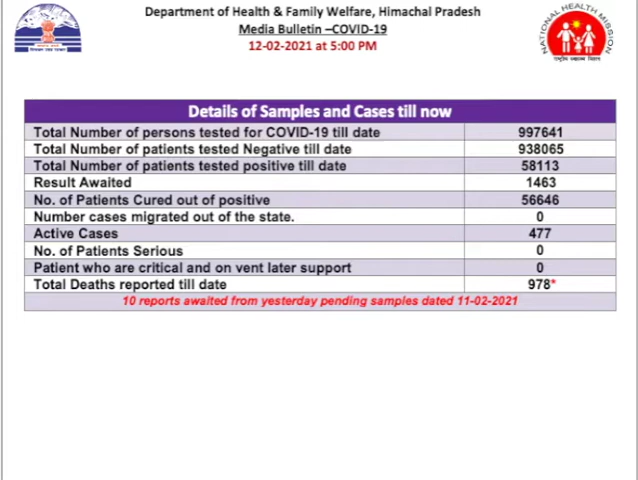 Department of Health & Family Welfare, Himachal Pradesh
Media Bulletin –COVID-19
12-02-2021 at 5:00 PM
NATIONAL HEALTH MISSION
Details of Samples and Cases till now
Total Number of persons tested for COVID-19 till date 997641
Total Number of patients tested Negative till date 938065
Total Number of patients tested positive till date 58113
Result Awaited 1463
No. of Patients Cured out of positive 56646
Number cases migrated out of the state. 0
Active Cases 477
No. of Patients Serious 0
Patient who are critical and on vent later support 0
Total Deaths reported till date 978*
10 reports awaited from yesterday pending samples dated 11-02-2021